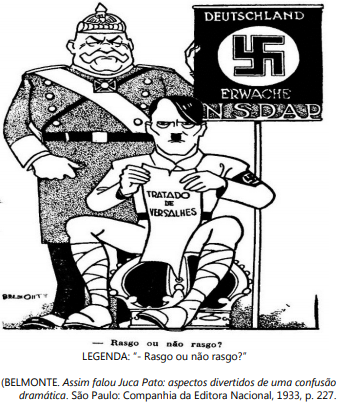 DEUTSCHLAND
ERWACHE
NSDAP
TRATADO
DE
VERSALHES
BELMONTE
— Rasgo ou não rasgo?
LEGENDA: “- Rasgo ou não rasgo?”
(BELMONTE. Assim falou Juca Pato: aspectos divertidos de uma confusão
dramática. São Paulo: Companhia da Editora Nacional, 1933, p. 227.